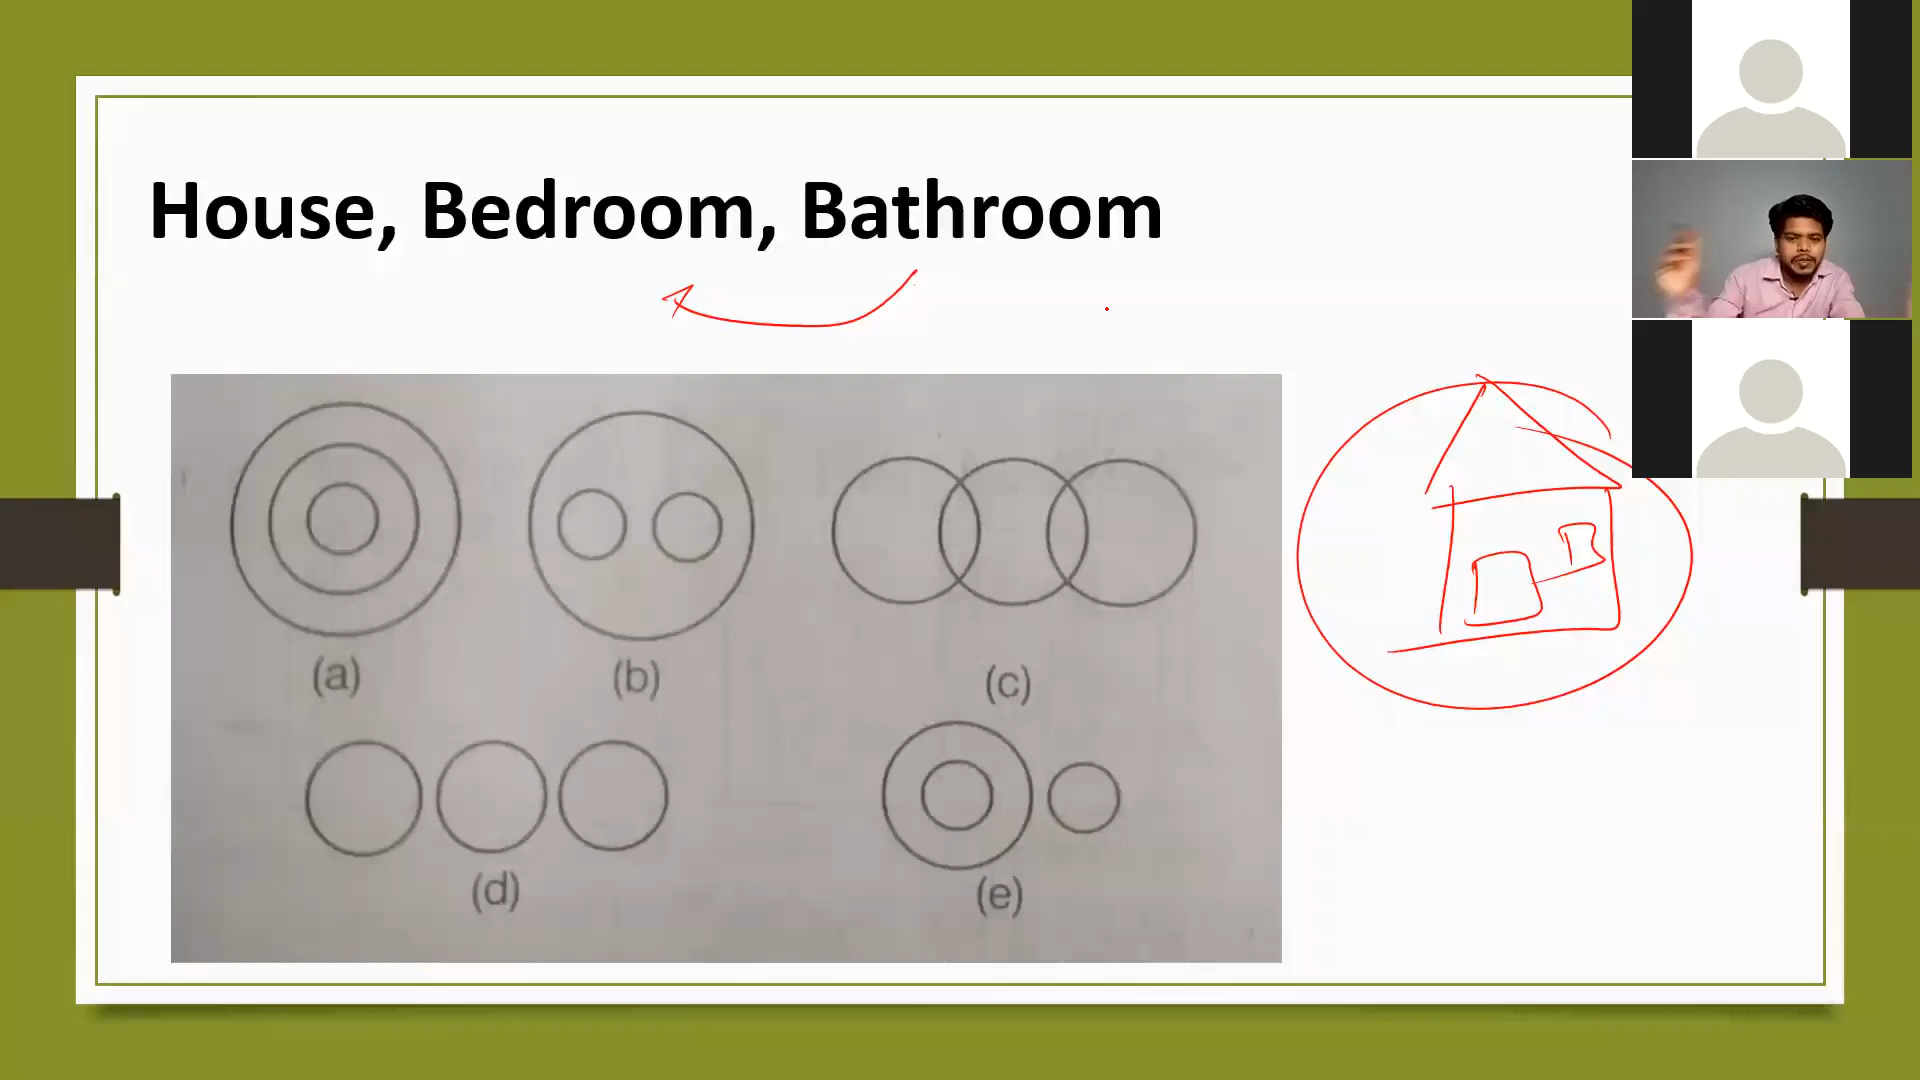 House, Bedroom, Bathroom
(a)
(b)
(c)
(d)
(e)